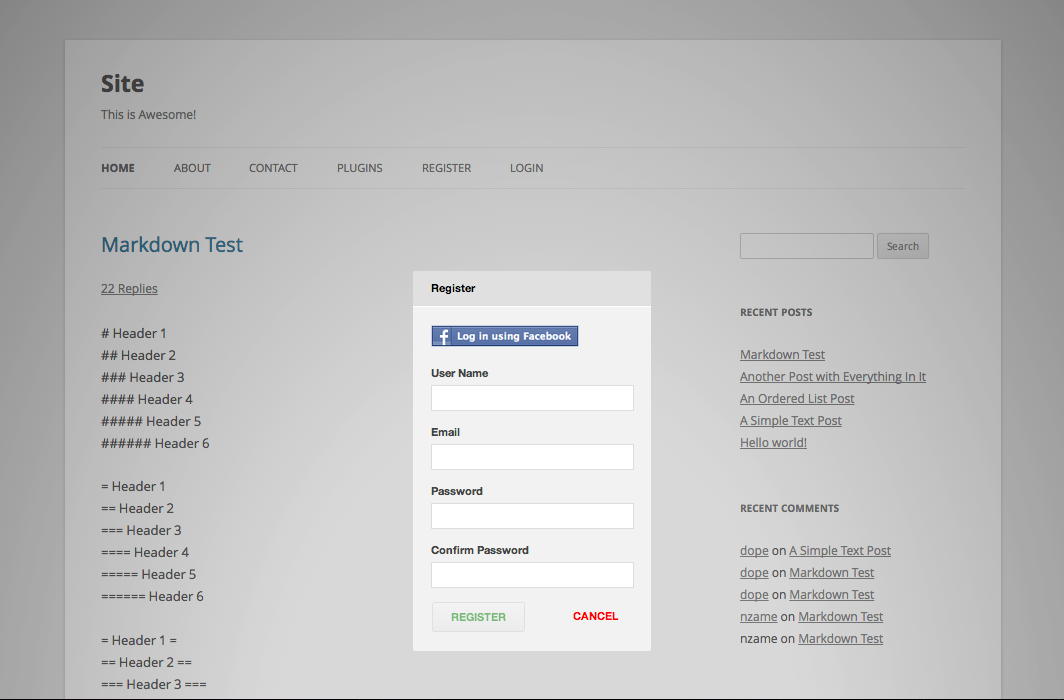 Site
This is Awesome!
HOME ABOUT CONTACT PLUGINS REGISTER LOGIN
Markdown Test
22 Replies
# Header 1
## Header 2
### Header 3
#### Header 4
##### Header 5
###### Header 6
= Header 1
== Header 2
=== Header 3
==== Header 4
===== Header 5
====== Header 6
= Header 1 =
== Header 2 ==
=== Header 3 ===
Register
f Log in using Facebook
User Name
Email
Password
Confirm Password
REGISTER CANCEL
Search
RECENT POSTS
Markdown Test
Another Post with Everything In It
An Ordered List Post
A Simple Text Post
Hello world!
RECENT COMMENTS
dope on A Simple Text Post
dope on Markdown Test
dope on Markdown Test
nzame on Markdown Test
nzame on Markdown Test